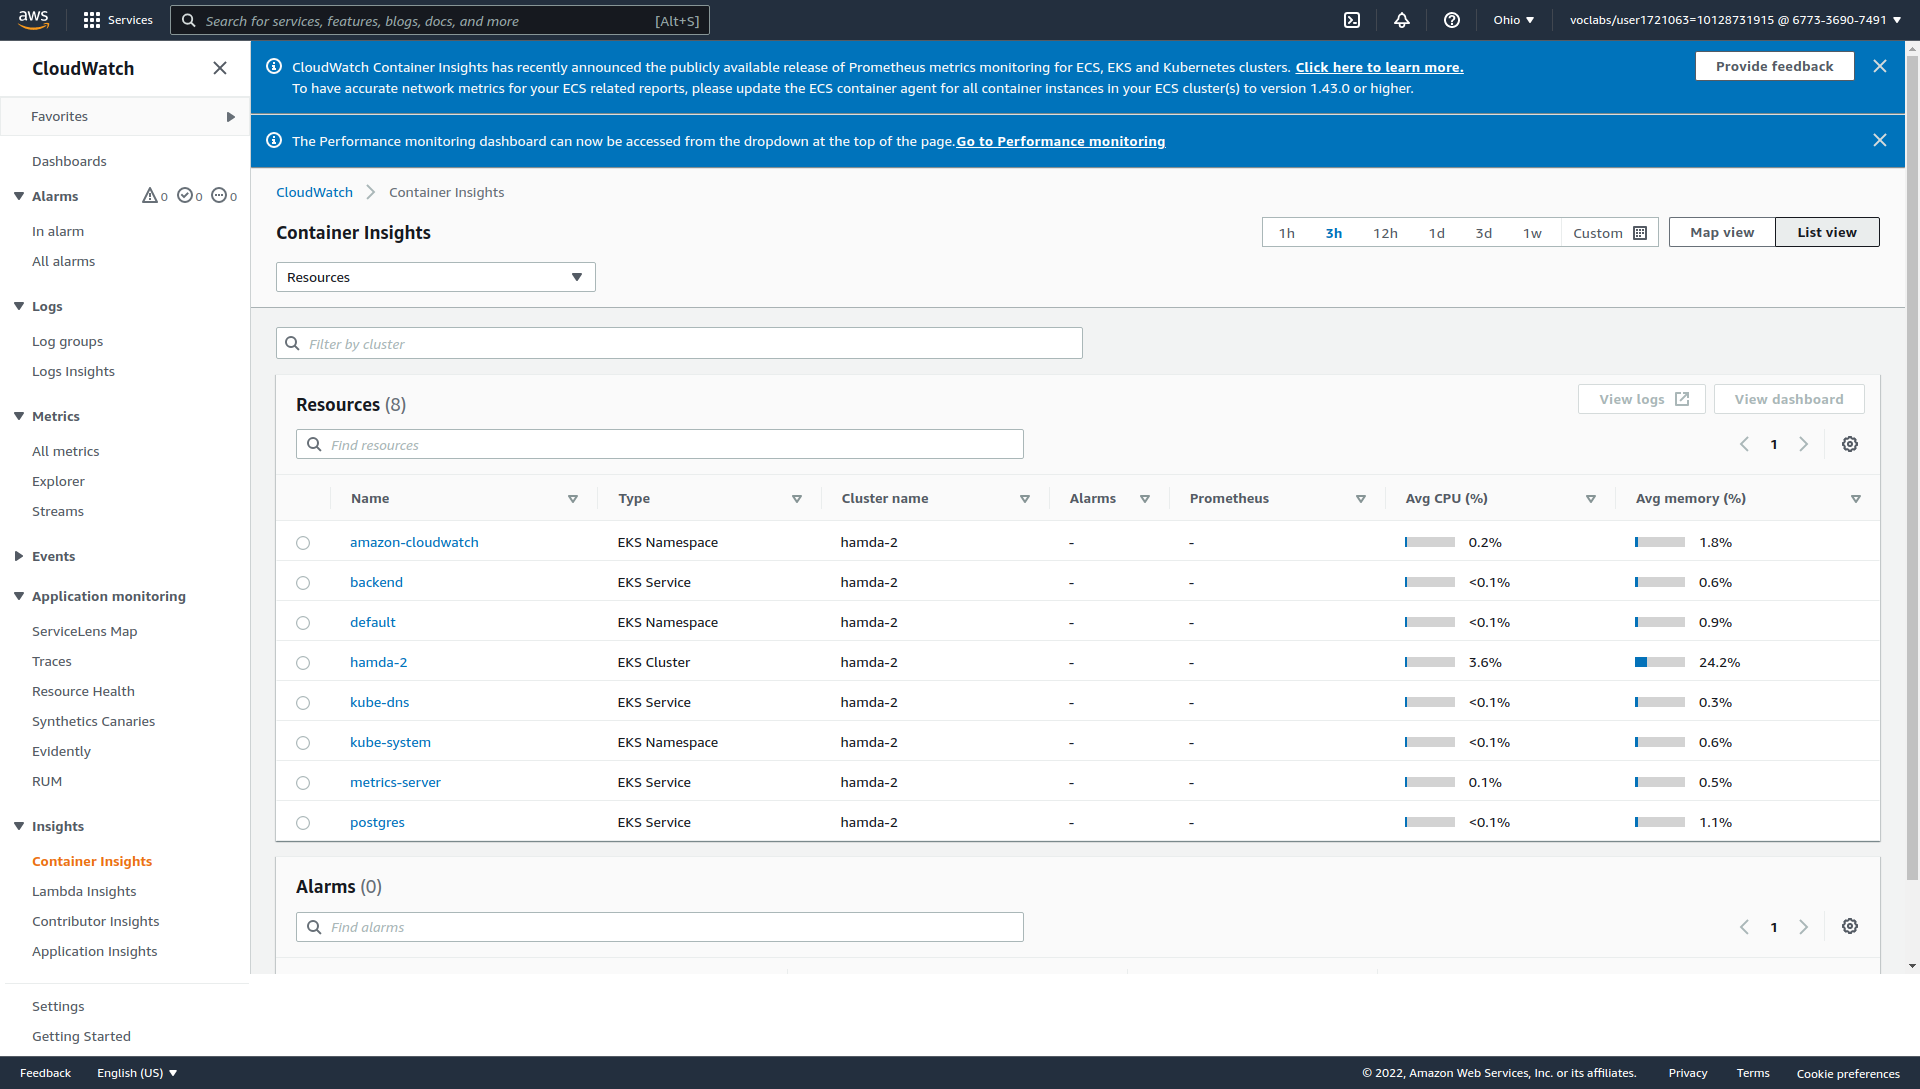 aws
Services
Search for services, features, blogs, docs, and more [Alt+S]
Ohio
voclabs/user1721063=10128731915 @ 6773-3690-7491
CloudWatch
Favorites
Dashboards
Alarms 0 0 0
In alarm
All alarms
Logs
Log groups
Logs Insights
Metrics
All metrics
Explorer
Streams
Events
Application monitoring
ServiceLens Map
Traces
Resource Health
Synthetics Canaries
Evidently
RUM
Insights
Container Insights
Lambda Insights
Contributor Insights
Application Insights
Settings
Getting Started
CloudWatch Container Insights has recently announced the publicly available release of Prometheus metrics monitoring for ECS, EKS and Kubernetes clusters. Click here to learn more.
To have accurate network metrics for your ECS related reports, please update the ECS container agent for all container instances in your ECS cluster(s) to version 1.43.0 or higher.
Provide feedback
The Performance monitoring dashboard can now be accessed from the dropdown at the top of the page.Go to Performance monitoring
CloudWatch Container Insights
Container Insights
1h 3h 12h 1d 3d 1w Custom
Map view List view
Resources
Filter by cluster
Resources (8)
View logs View dashboard
Find resources
1
Name Type Cluster name Alarms Prometheus Avg CPU (%) Avg memory (%)
amazon-cloudwatch EKS Namespace hamda-2 - - 0.2% 1.8%
backend EKS Service hamda-2 - - <0.1% 0.6%
default EKS Namespace hamda-2 - - <0.1% 0.9%
hamda-2 EKS Cluster hamda-2 - - 3.6% 24.2%
kube-dns EKS Service hamda-2 - - <0.1% 0.3%
kube-system EKS Namespace hamda-2 - - <0.1% 0.6%
metrics-server EKS Service hamda-2 - - 0.1% 0.5%
postgres EKS Service hamda-2 - - <0.1% 1.1%
Alarms (0)
Find alarms
1
Feedback English (US)
© 2022, Amazon Web Services, Inc. or its affiliates. Privacy Terms Cookie preferences